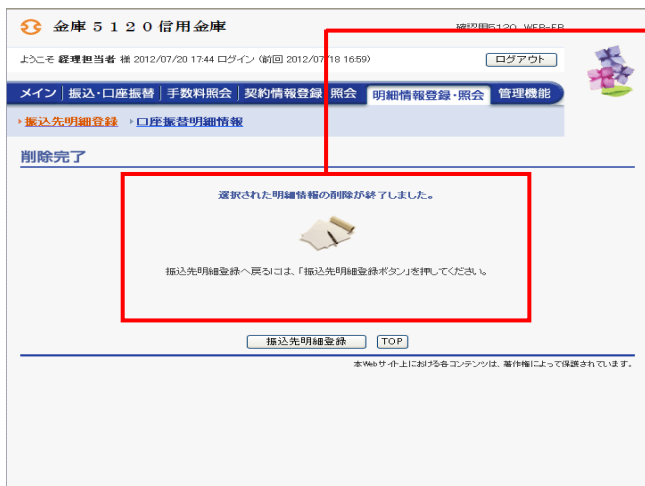 金庫５１２０信用金庫
確認用5120 WEB-FB
ようこそ 経理担当者 様 2012/07/20 17:44 ログイン (前回 2012/07/18 16:59)
ログアウト
メイン 振込・口座振替 手数料照会 契約情報登録・照会 明細情報登録・照会 管理機能
振込先明細登録 口座振替明細情報
削除完了
選択された明細情報の削除が終了しました。
振込先明細登録へ戻るには、「振込先明細登録ボタン」を押してください。
振込先明細登録 TOP
本Webサイト上における各コンテンツは、著作権によって保護されています。